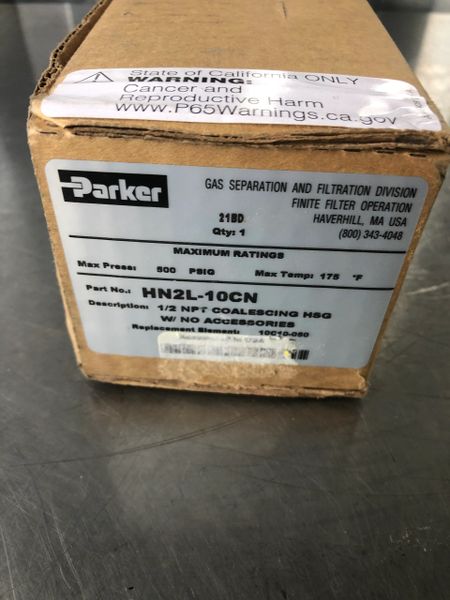 State of California ONLY
WARNING:
Cancer and
Reproductive Harm
www.P65Warnings.ca.gov
Parker
GAS SEPARATION AND FILTRATION DIVISION
FINITE FILTER OPERATION
HAVERHILL, MA USA
(800) 343-4048
21BD
Qty: 1
MAXIMUM RATINGS
Max Press: 500 PSIG Max Temp: 175 °F
Part No.: HN2L-10CN
Description: 1/2 NPT COALESCING HSG
W/ NO ACCESSORIES
Replacement Element: 10C10-050